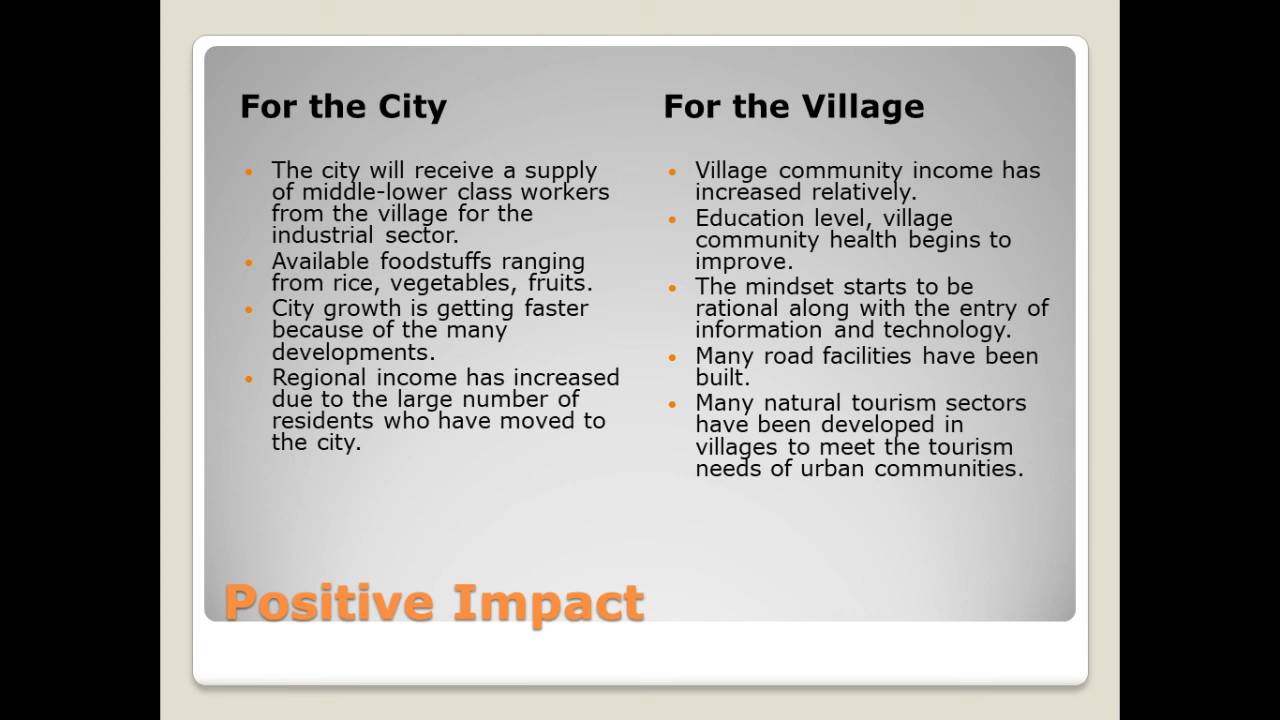 For the City
• The city will receive a supply
of middle-lower class workers
from the village for the
industrial sector.
• Available foodstuffs ranging
from rice, vegetables, fruits.
• City growth is getting faster
because of the many
developments.
• Regional income has increased
due to the large number of
residents who have moved to
the city.
For the Village
• Village community income has
increased relatively.
• Education level, village
community health begins to
improve.
• The mindset starts to be
rational along with the entry of
information and technology.
• Many road facilities have been
built.
• Many natural tourism sectors
have been developed in
villages to meet the tourism
needs of urban communities.
Positive Impact